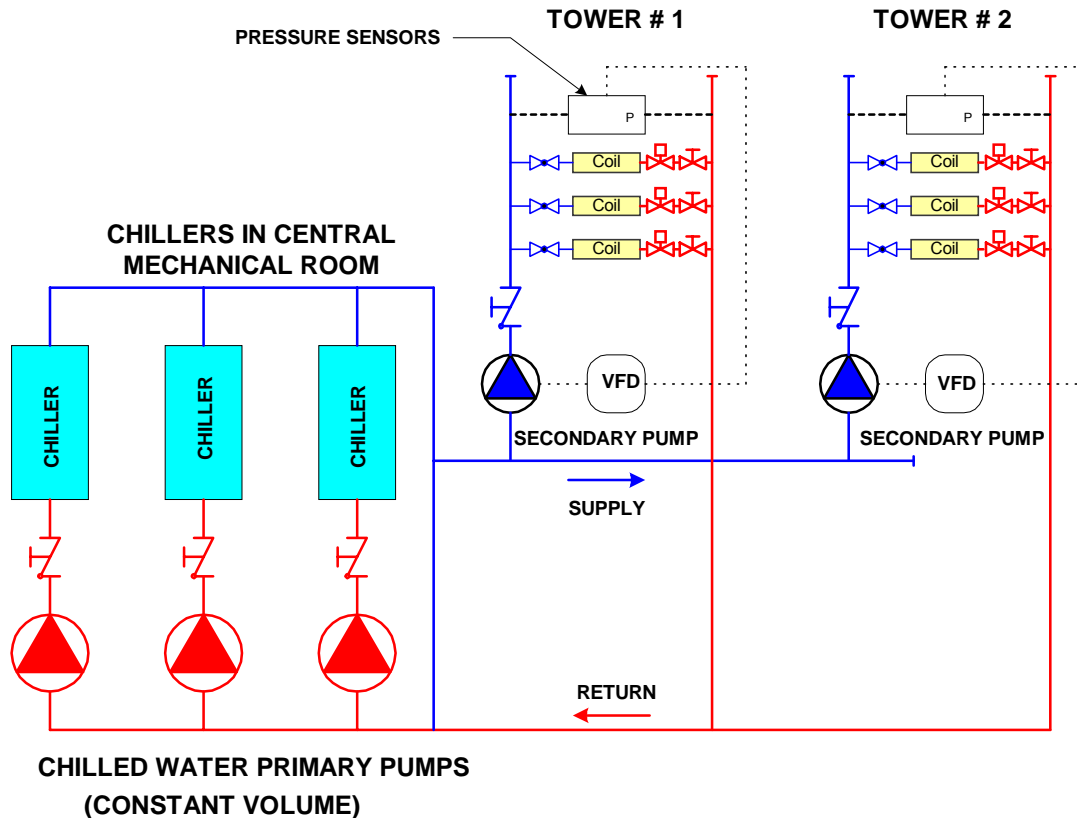 TOWER # 1
TOWER # 2
PRESSURE SENSORS
P
P
Coil
Coil
Coil
Coil
Coil
Coil
CHILLERS IN CENTRAL
MECHANICAL ROOM
CHILLER
CHILLER
CHILLER
VFD
VFD
SECONDARY PUMP
SECONDARY PUMP
SUPPLY
RETURN
CHILLED WATER PRIMARY PUMPS
(CONSTANT VOLUME)